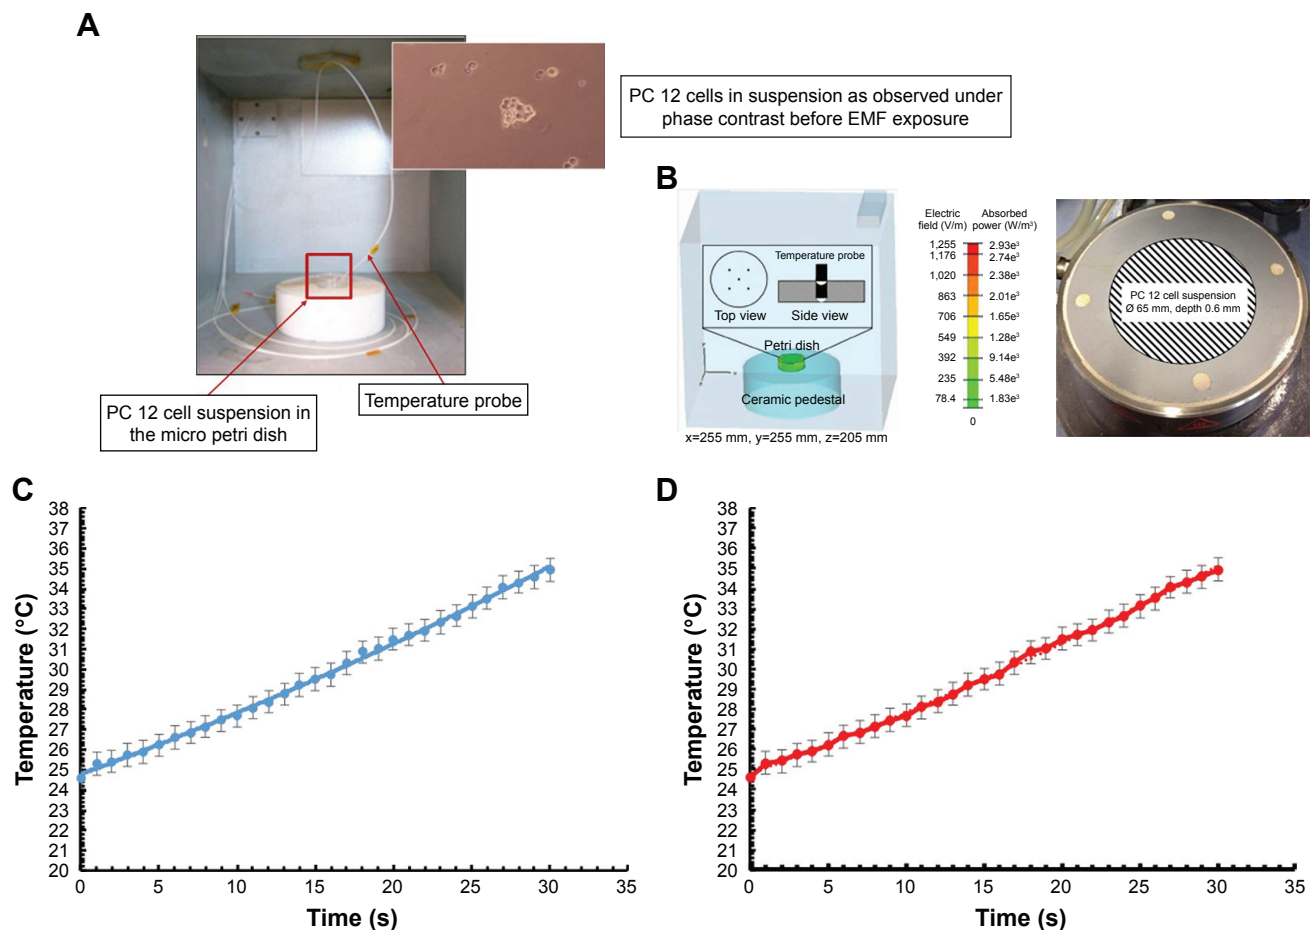 A
PC 12 cells in suspension as observed under
phase contrast before EMF exposure
PC 12 cell suspension in
the micro petri dish
Temperature probe
B
Temperature probe
Top view
Side view
Petri dish
Ceramic pedestal
x=255 mm, y=255 mm, z=205 mm
Electric Absorbed
field (V/m) power (W/m³)
1,255 2.93e³
1,176 2.74e³
1,020 2.38e³
863 2.01e³
706 1.65e³
549 1.28e³
392 9.14e³
235 5.48e³
78.4 1.83e³
0
PC 12 cell suspension
Ø 65 mm, depth 0.6 mm
C
Temperature (°C)
38
37
36
35
34
33
32
31
30
29
28
27
26
25
24
23
22
21
20
0 5 10 15 20 25 30 35
Time (s)
D
Temperature (°C)
38
37
36
35
34
33
32
31
30
29
28
27
26
25
24
23
22
21
20
0 5 10 15 20 25 30 35
Time (s)